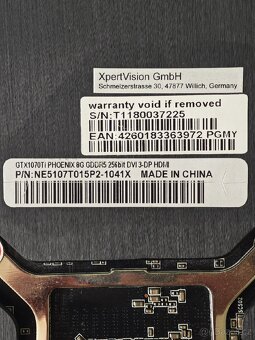 XpertVision GmbH
Schmelzerstrasse 30, 47877 Willich, Germany
warranty void if removed
S/N:T1180037225
EAN:4260183363972 PGMY
GTX1070Ti PHOENIX 8G GDDR5 256bit DVI 3-DP HDMI
P/N:NE5107T015P2-1041X MADE IN CHINA